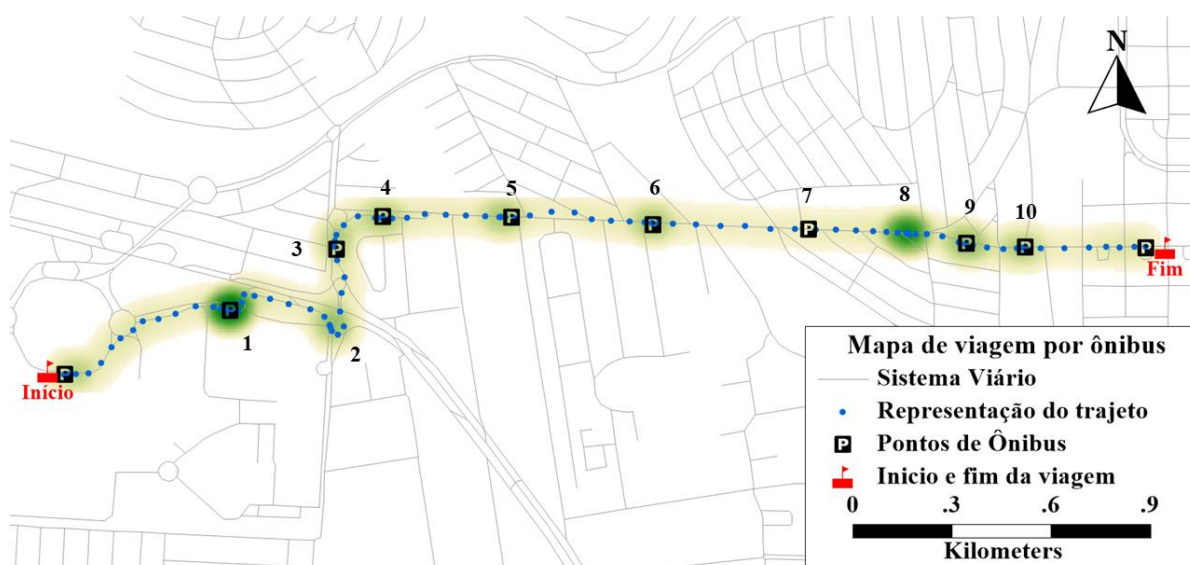 N
4
5
6
7
8
9
10
3
1
2
Início
Fim
Mapa de viagem por ônibus
Sistema Viário
Representação do trajeto
P Pontos de Ônibus
Inicio e fim da viagem
0 .3 .6 .9
Kilometers